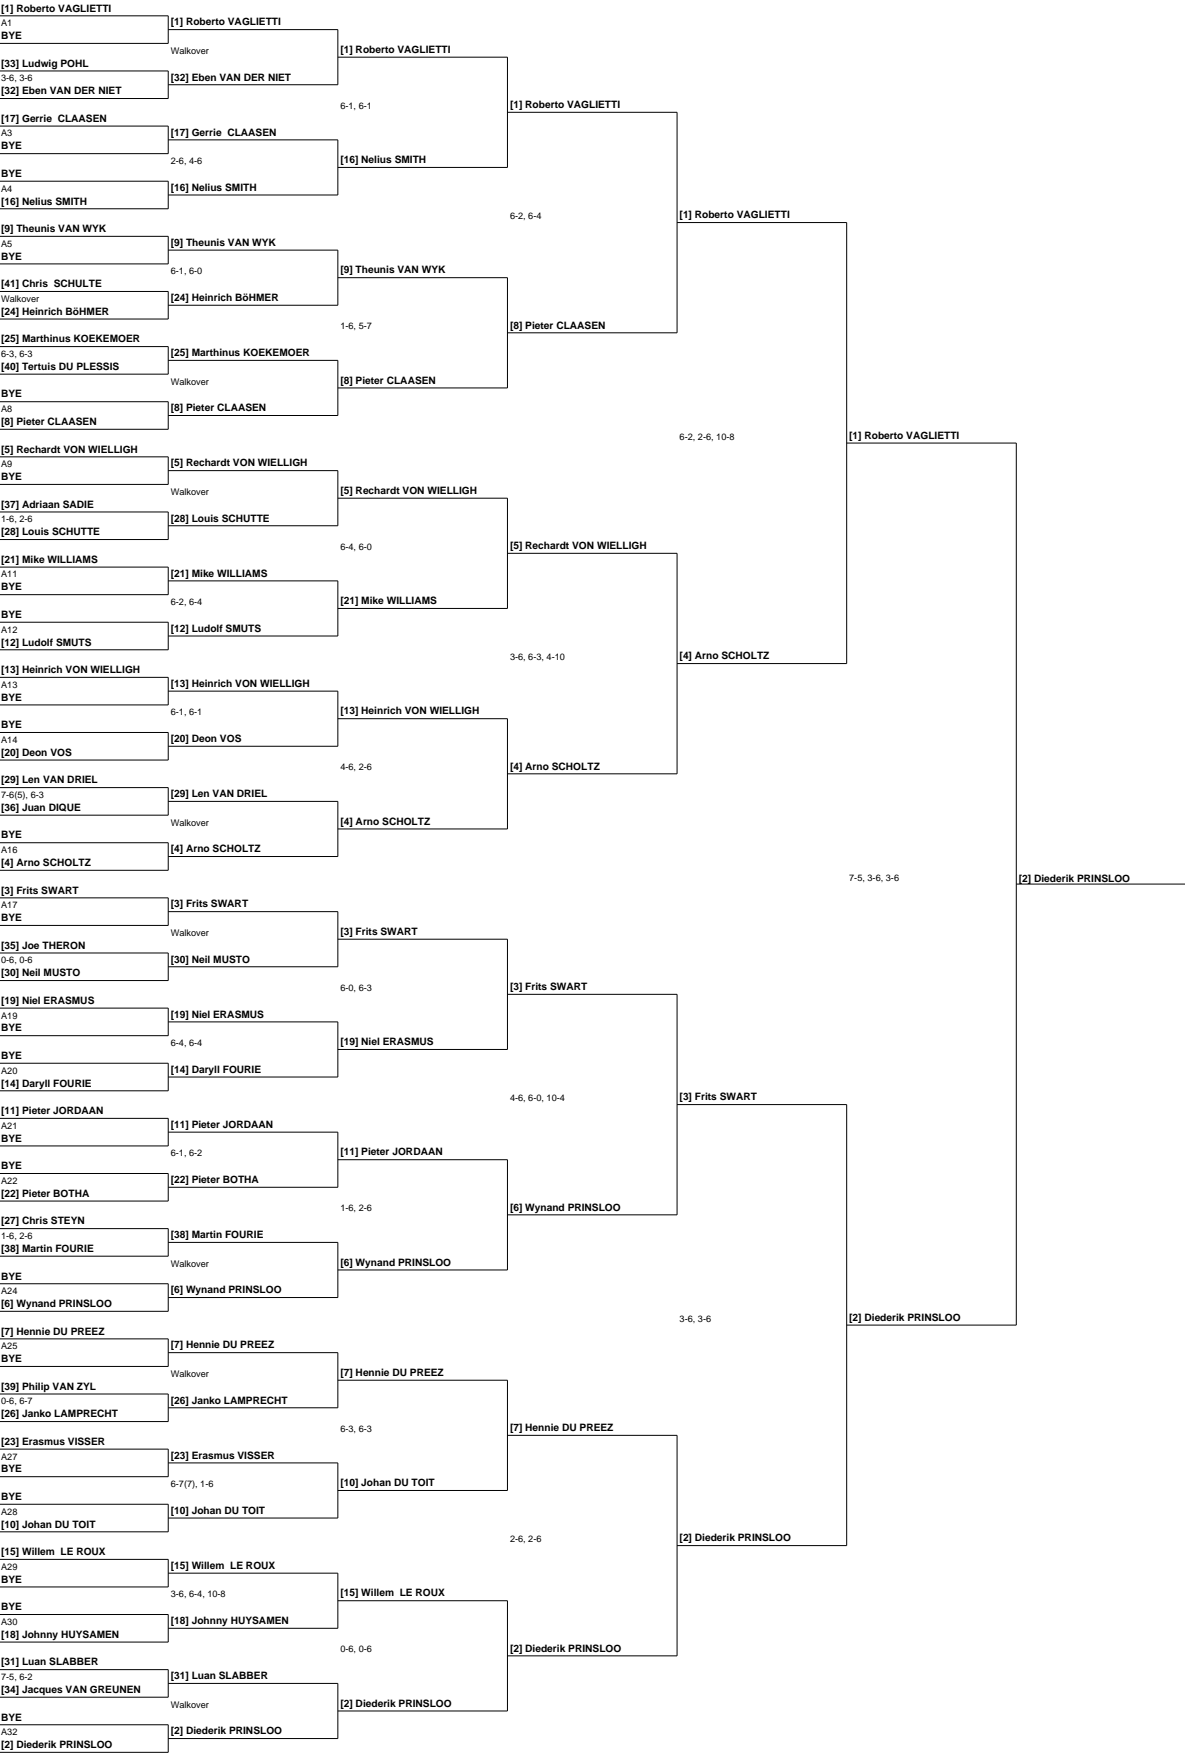 [1] Roberto VAGLIETTI
A1
BYE
[33] Ludwig POHL
3-6, 3-6
[32] Eben VAN DER NIET
[17] Gerrie  CLAASEN
A3
BYE
BYE
A4
[16] Nelius SMITH
[9] Theunis VAN WYK
A5
BYE
[41] Chris  SCHULTE
Walkover
[24] Heinrich BöHMER
[25] Marthinus KOEKEMOER
6-3, 6-3
[40] Tertuis DU PLESSIS
BYE
A8
[8] Pieter CLAASEN
[5] Rechardt VON WIELLIGH
A9
BYE
[37] Adriaan SADIE
1-6, 2-6
[28] Louis SCHUTTE
[21] Mike WILLIAMS
A11
BYE
BYE
A12
[12] Ludolf SMUTS
[13] Heinrich VON WIELLIGH
A13
BYE
BYE
A14
[20] Deon VOS
[29] Len VAN DRIEL
7-6(5), 6-3
[36] Juan DIQUE
BYE
A16
[4] Arno SCHOLTZ
[3] Frits SWART
A17
BYE
[35] Joe THERON
0-6, 0-6
[30] Neil MUSTO
[19] Niel ERASMUS
A19
BYE
BYE
A20
[14] Daryll FOURIE
[11] Pieter JORDAAN
A21
BYE
BYE
A22
[22] Pieter BOTHA
[27] Chris STEYN
1-6, 2-6
[38] Martin FOURIE
BYE
A24
[6] Wynand PRINSLOO
[7] Hennie DU PREEZ
A25
BYE
[39] Philip VAN ZYL
0-6, 6-7
[26] Janko LAMPRECHT
[23] Erasmus VISSER
A27
BYE
BYE
A28
[10] Johan DU TOIT
[15] Willem  LE ROUX
A29
BYE
BYE
A30
[18] Johnny HUYSAMEN
[31] Luan SLABBER
7-5, 6-2
[34] Jacques VAN GREUNEN
BYE
A32
[2] Diederik PRINSLOO
[1] Roberto VAGLIETTI
Walkover
[32] Eben VAN DER NIET
[17] Gerrie  CLAASEN
2-6, 4-6
[16] Nelius SMITH
[9] Theunis VAN WYK
6-1, 6-0
[24] Heinrich BöHMER
[25] Marthinus KOEKEMOER
Walkover
[8] Pieter CLAASEN
[5] Rechardt VON WIELLIGH
Walkover
[28] Louis SCHUTTE
[21] Mike WILLIAMS
6-2, 6-4
[12] Ludolf SMUTS
[13] Heinrich VON WIELLIGH
6-1, 6-1
[20] Deon VOS
[29] Len VAN DRIEL
Walkover
[4] Arno SCHOLTZ
[3] Frits SWART
Walkover
[30] Neil MUSTO
[19] Niel ERASMUS
6-4, 6-4
[14] Daryll FOURIE
[11] Pieter JORDAAN
6-1, 6-2
[22] Pieter BOTHA
[38] Martin FOURIE
Walkover
[6] Wynand PRINSLOO
[7] Hennie DU PREEZ
Walkover
[26] Janko LAMPRECHT
[23] Erasmus VISSER
6-7(7), 1-6
[10] Johan DU TOIT
[15] Willem  LE ROUX
3-6, 6-4, 10-8
[18] Johnny HUYSAMEN
[31] Luan SLABBER
Walkover
[2] Diederik PRINSLOO
[1] Roberto VAGLIETTI
6-1, 6-1
[16] Nelius SMITH
[9] Theunis VAN WYK
1-6, 5-7
[8] Pieter CLAASEN
[5] Rechardt VON WIELLIGH
6-4, 6-0
[21] Mike WILLIAMS
[13] Heinrich VON WIELLIGH
4-6, 2-6
[4] Arno SCHOLTZ
[3] Frits SWART
6-0, 6-3
[19] Niel ERASMUS
[11] Pieter JORDAAN
1-6, 2-6
[6] Wynand PRINSLOO
[7] Hennie DU PREEZ
6-3, 6-3
[10] Johan DU TOIT
[15] Willem  LE ROUX
0-6, 0-6
[2] Diederik PRINSLOO
[1] Roberto VAGLIETTI
6-2, 6-4
[8] Pieter CLAASEN
[5] Rechardt VON WIELLIGH
3-6, 6-3, 4-10
[4] Arno SCHOLTZ
[3] Frits SWART
4-6, 6-0, 10-4
[6] Wynand PRINSLOO
[7] Hennie DU PREEZ
2-6, 2-6
[2] Diederik PRINSLOO
[1] Roberto VAGLIETTI
6-2, 2-6, 10-8
[4] Arno SCHOLTZ
[3] Frits SWART
3-6, 3-6
[2] Diederik PRINSLOO
[1] Roberto VAGLIETTI
7-5, 3-6, 3-6
[2] Diederik PRINSLOO
[2] Diederik PRINSLOO